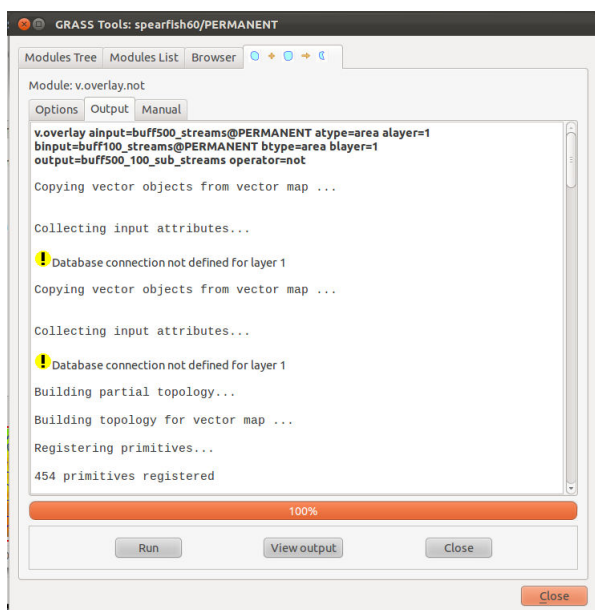 GRASS Tools: spearfish60/PERMANENT
Modules Tree Modules List Browser
Module: v.overlay.not
Options Output Manual
v.overlay ainput=buff500_streams@PERMANENT atype=area alayer=1
binput=buff100_streams@PERMANENT btype=area blayer=1
output=buff500_100_sub_streams operator=not
Copying vector objects from vector map ...
Collecting input attributes...
Database connection not defined for layer 1
Copying vector objects from vector map ...
Collecting input attributes...
Database connection not defined for layer 1
Building partial topology...
Building topology for vector map ...
Registering primitives...
454 primitives registered
100%
Run View output Close
Close